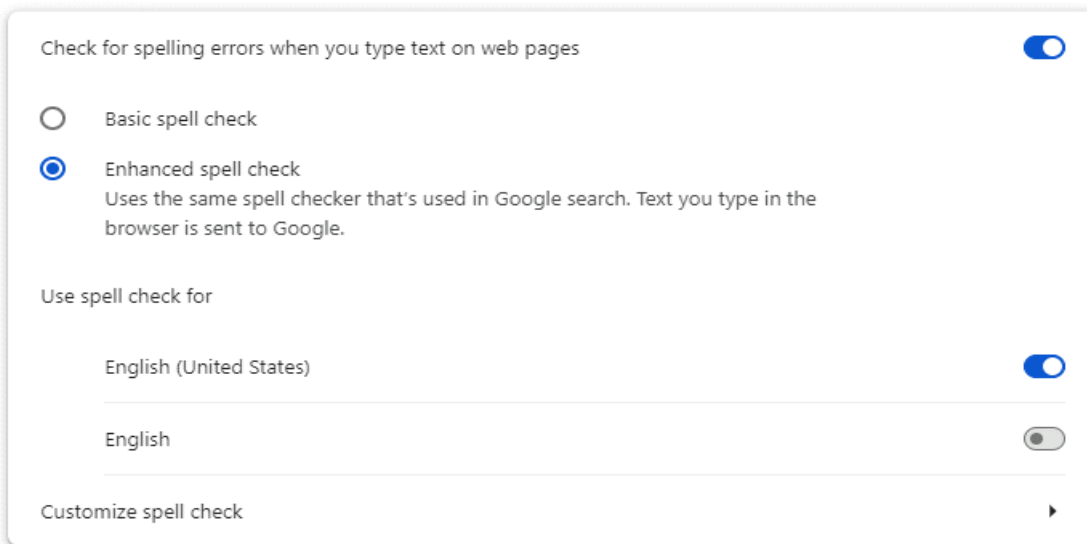 Check for spelling errors when you type text on web pages
Basic spell check
Enhanced spell check
Uses the same spell checker that's used in Google search. Text you type in the
browser is sent to Google.
Use spell check for
English (United States)
English
Customize spell check